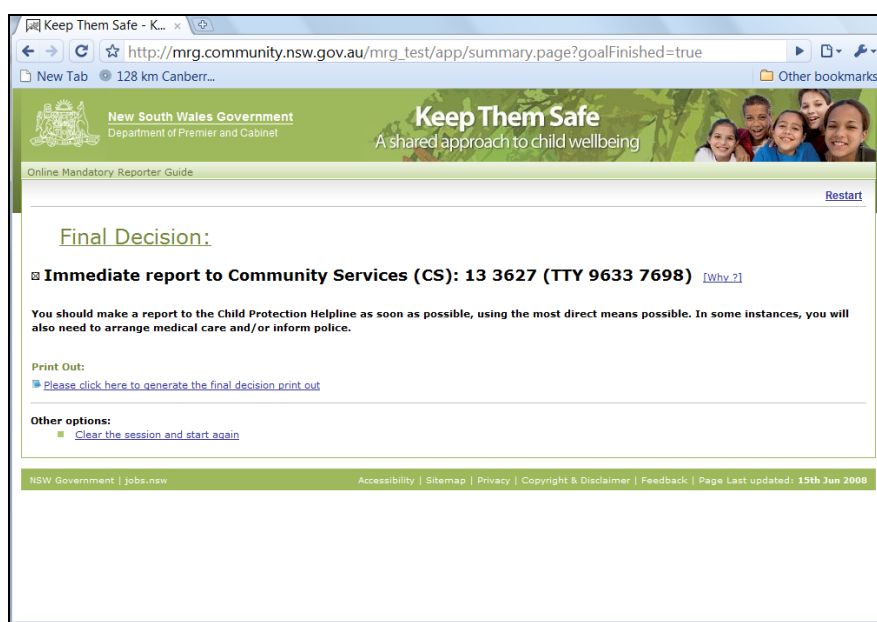 Keep Them Safe - K...
http://mrg.community.nsw.gov.au/mrg_test/app/summary.page?goalFinished=true
New Tab 128 km Canberr... Other bookmarks
New South Wales Government
Department of Premier and Cabinet
Keep Them Safe
A shared approach to child wellbeing
Online Mandatory Reporter Guide
Restart
Final Decision:
Immediate report to Community Services (CS): 13 3627 (TTY 9633 7698) [Why ?]
You should make a report to the Child Protection Helpline as soon as possible, using the most direct means possible. In some instances, you will
also need to arrange medical care and/or inform police.
Print Out:
Please click here to generate the final decision print out
Other options:
Clear the session and start again
NSW Government | jobs.nsw Accessibility | Sitemap | Privacy | Copyright & Disclaimer | Feedback | Page Last updated: 15th Jun 2008